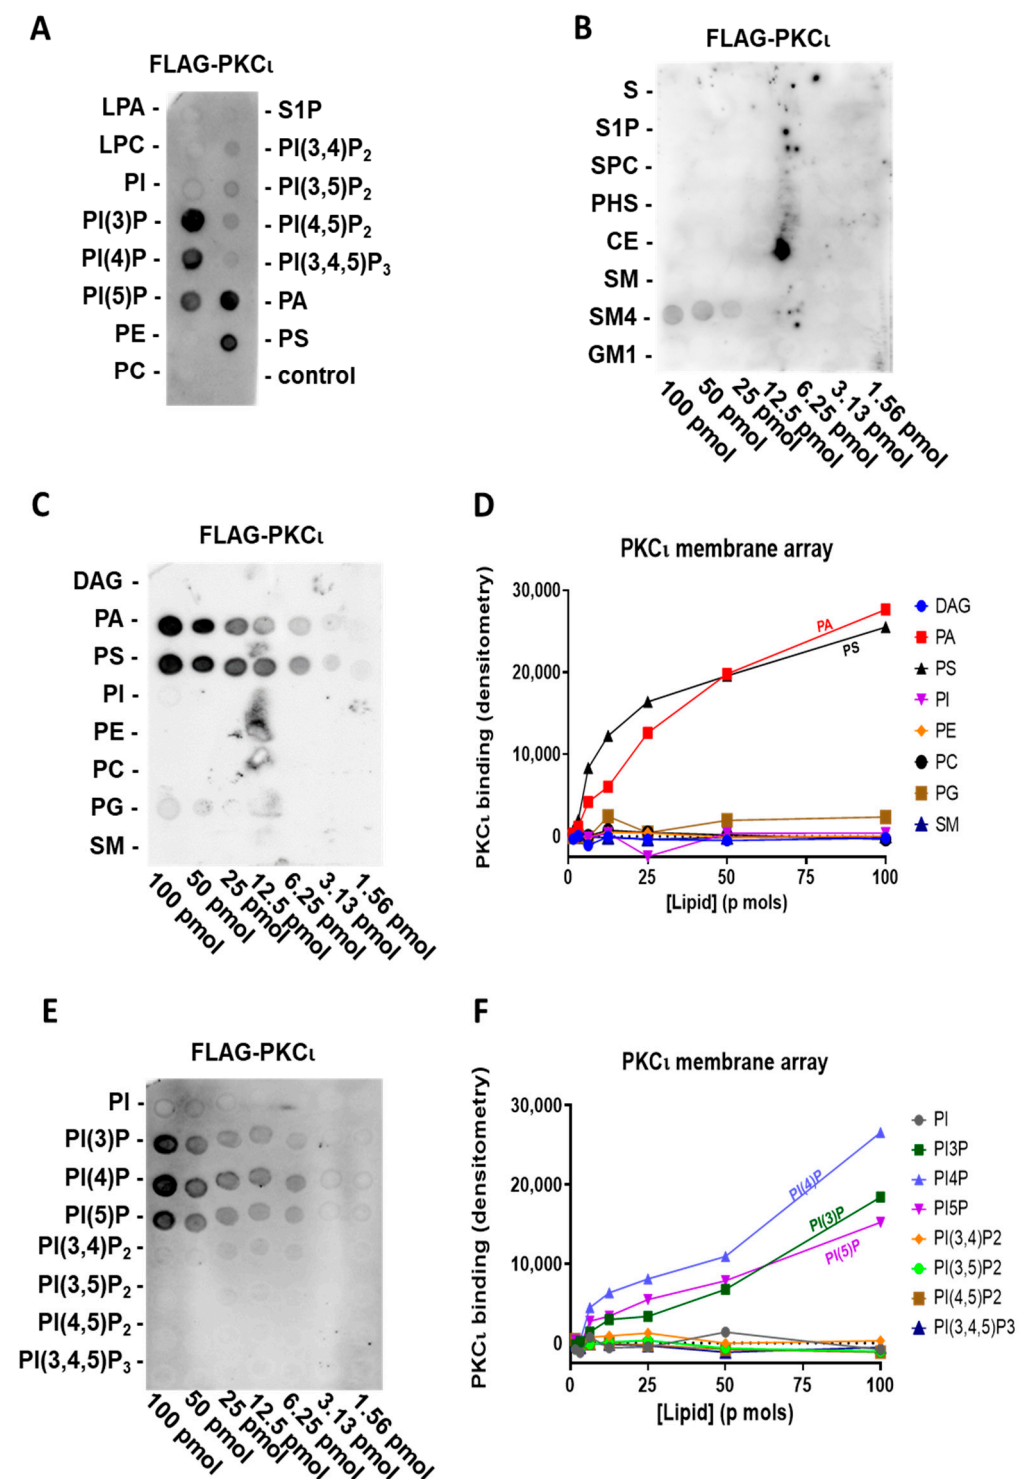 A
FLAG-PKCι
LPA -
LPC -
PI -
PI(3)P -
PI(4)P -
PI(5)P -
PE -
PC -
- S1P
- PI(3,4)P2
- PI(3,5)P2
- PI(4,5)P2
- PI(3,4,5)P3
- PA
- PS
- control
B
FLAG-PKCι
S -
S1P -
SPC -
PHS -
CE -
SM -
SM4 -
GM1 -
100 pmol
50 pmol
25 pmol
12.5 pmol
6.25 pmol
3.13 pmol
1.56 pmol
C
FLAG-PKCι
DAG -
PA -
PS -
PI -
PE -
PC -
PG -
SM -
100 pmol
50 pmol
25 pmol
12.5 pmol
6.25 pmol
3.13 pmol
1.56 pmol
D
PKCι membrane array
PKCι binding (densitometry)
30,000
20,000
10,000
0
0 25 50 75 100
[Lipid] (p mols)
PA
PS
DAG
PA
PS
PI
PE
PC
PG
SM
E
FLAG-PKCι
PI -
PI(3)P -
PI(4)P -
PI(5)P -
PI(3,4)P2 -
PI(3,5)P2 -
PI(4,5)P2 -
PI(3,4,5)P3 -
100 pmol
50 pmol
25 pmol
12.5 pmol
6.25 pmol
3.13 pmol
1.56 pmol
F
PKCι membrane array
PKCι binding (densitometry)
30,000
20,000
10,000
0
0 25 50 75 100
[Lipid] (p mols)
PI(4)P
PI(3)P
PI(5)P
PI
PI3P
PI4P
PI5P
PI(3,4)P2
PI(3,5)P2
PI(4,5)P2
PI(3,4,5)P3